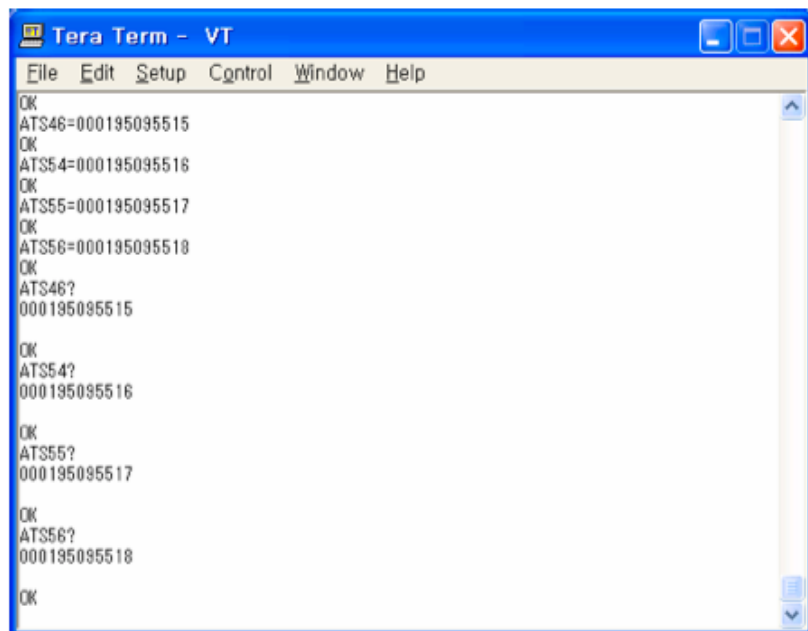 Tera Term - VT
File Edit Setup Control Window Help
OK
ATS46=000195095515
OK
ATS54=000195095516
OK
ATS55=000195095517
OK
ATS56=000195095518
OK
ATS46?
000195095515
OK
ATS54?
000195095516
OK
ATS55?
000195095517
OK
ATS56?
000195095518
OK